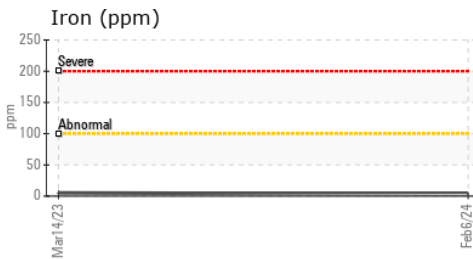 Iron (ppm)
250
Severe
200
150
ppm
Abnormal
100
50
0
Mar14/23
Feb6/24